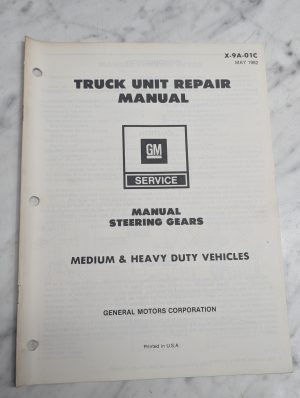 X-9A-01C
MAY 1982
TRUCK UNIT REPAIR
MANUAL
GM
SERVICE
MANUAL
STEERING GEARS
MEDIUM & HEAVY DUTY VEHICLES
GENERAL MOTORS CORPORATION
Printed in U.S.A.